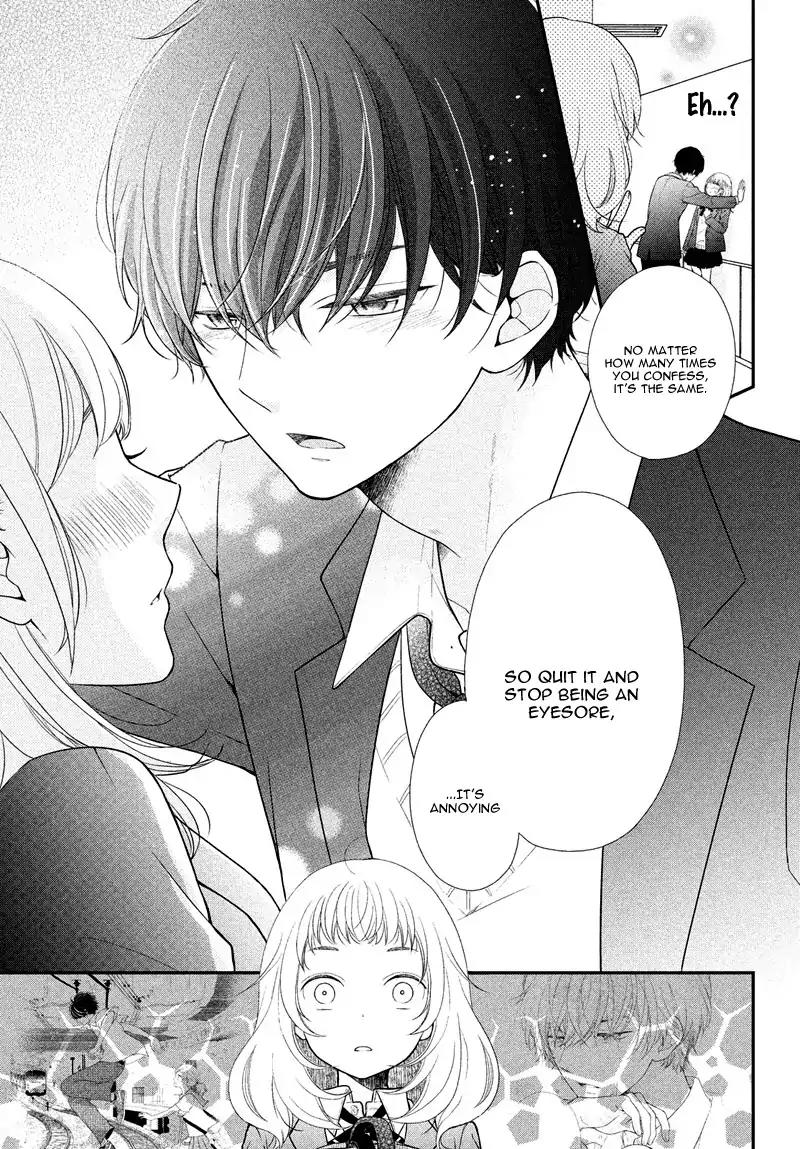 Eh...?
NO MATTER
HOW MANY TIMES
YOU CONFESS,
IT'S THE SAME.
SO QUIT IT AND
STOP BEING AN
EYESORE,
...IT'S
ANNOYING